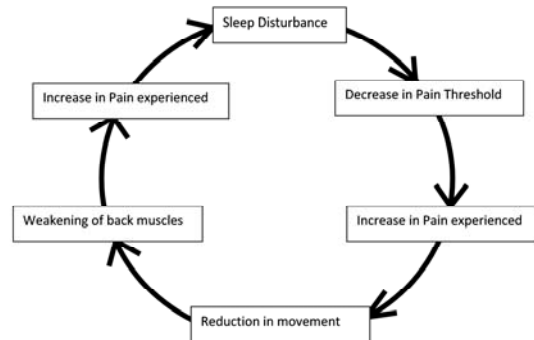 Sleep Disturbance
Decrease in Pain Threshold
Increase in Pain experienced
Reduction in movement
Weakening of back muscles
Increase in Pain experienced